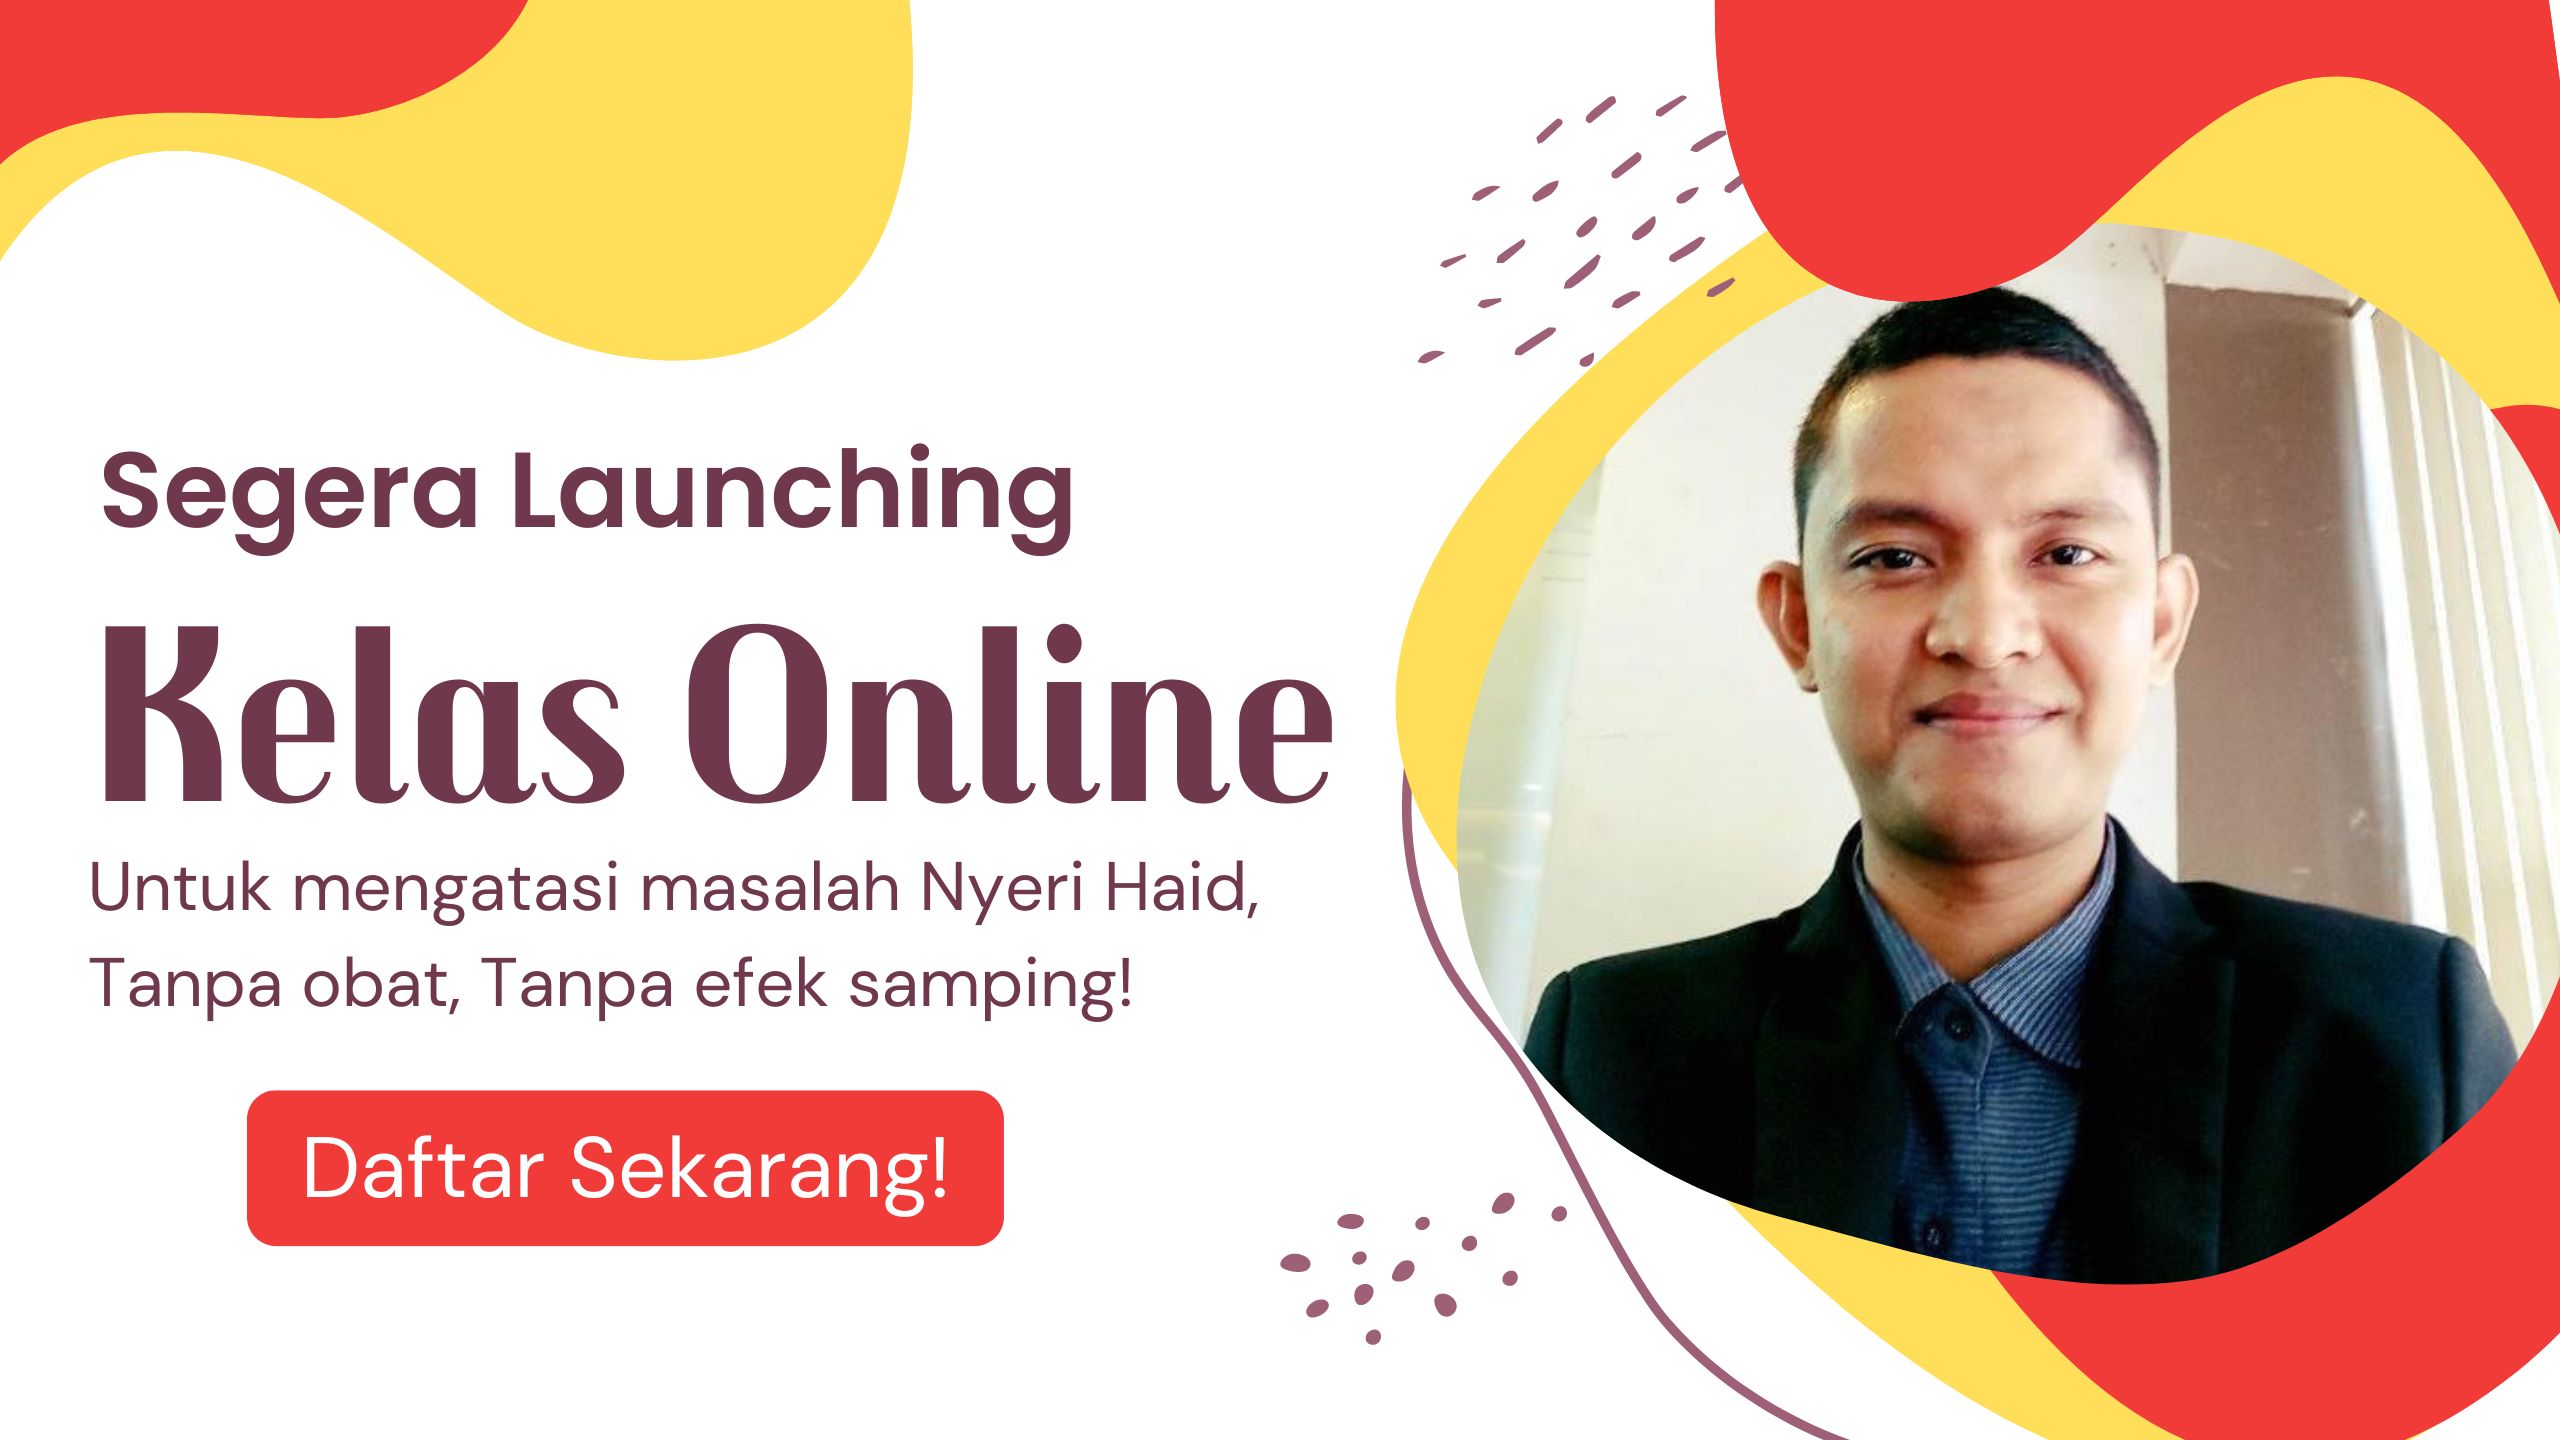 Segera Launching
Kelas Online
Untuk mengatasi masalah Nyeri Haid,
Tanpa obat, Tanpa efek samping!
Daftar Sekarang!